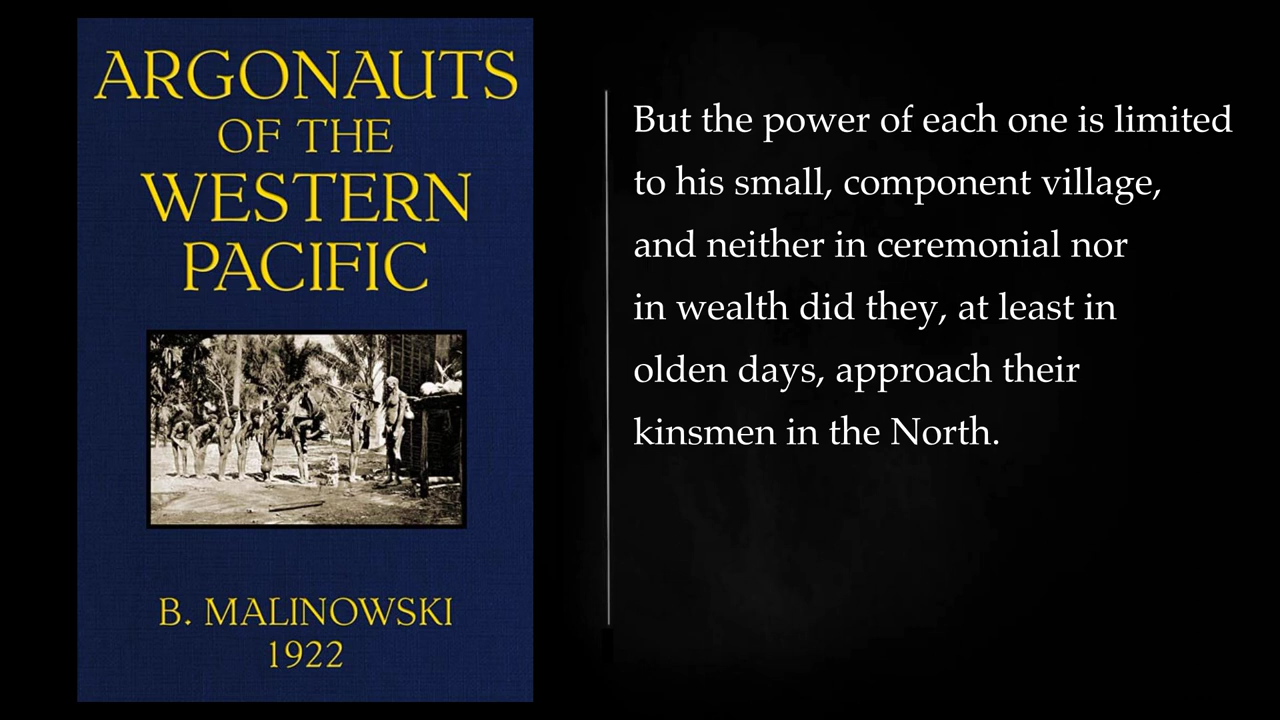 ARGONAUTS
OF THE
WESTERN
PACIFIC
B. MALINOWSKI
1922
But the power of each one is limited
to his small, component village,
and neither in ceremonial nor
in wealth did they, at least in
olden days, approach their
kinsmen in the North.